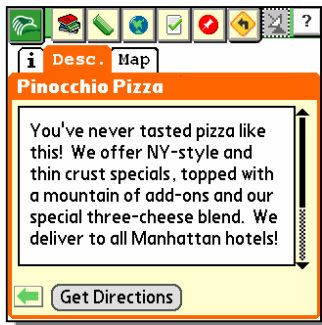 ?
i Desc. Map
Pinocchio Pizza
You've never tasted pizza like
this! We offer NY-style and
thin crust specials, topped with
a mountain of add-ons and our
special three-cheese blend. We
deliver to all Manhattan hotels!
Get Directions